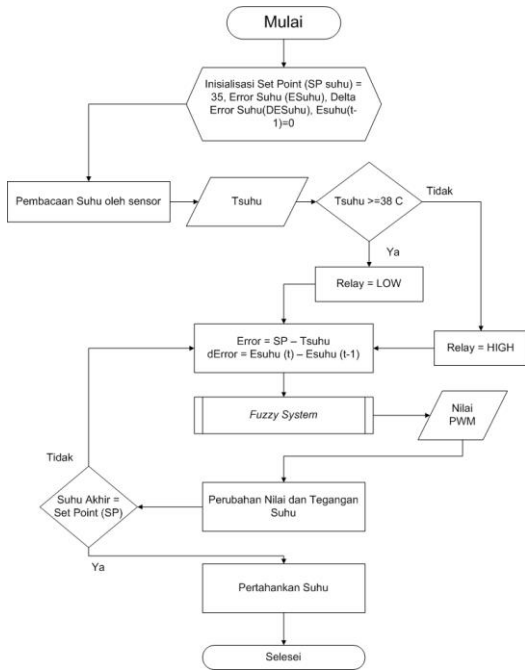 Mulai
Inisialisasi Set Point (SP suhu) =
35, Error Suhu (ESuhu), Delta
Error Suhu(DESuhu), Esuhu(t-
1)=0
Pembacaan Suhu oleh sensor
Tsuhu
Tsuhu >=38 C
Tidak
Ya
Relay = LOW
Error = SP – Tsuhu
dError = Esuhu (t) – Esuhu (t-1)
Relay = HIGH
Fuzzy System
Nilai
PWM
Tidak
Suhu Akhir =
Set Point (SP)
Perubahan Nilai dan Tegangan
Suhu
Ya
Pertahankan Suhu
Selesei